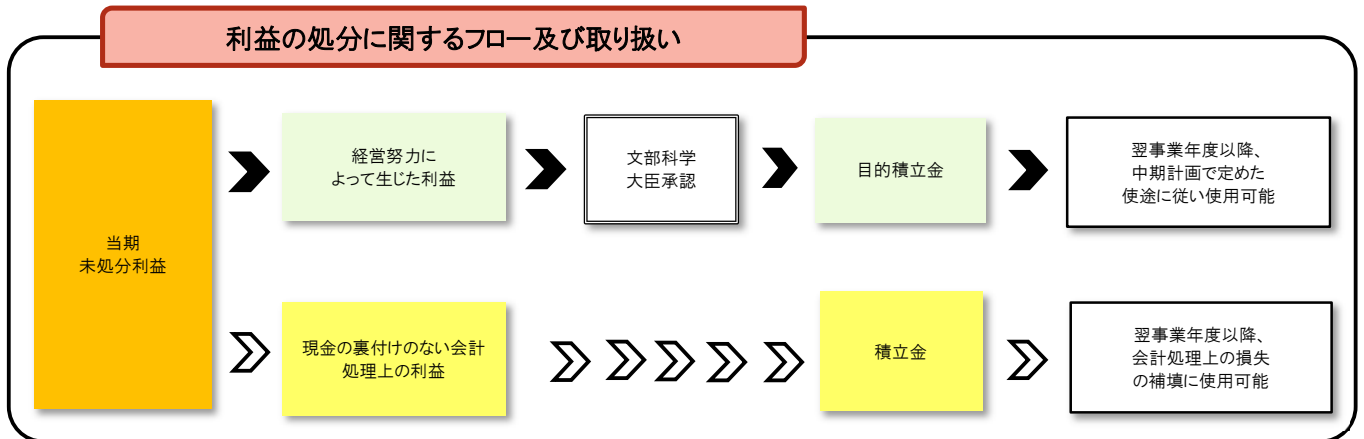 利益の処分に関するフロー及び取り扱い
当期
未処分利益
経営努力に
よって生じた利益
文部科学
大臣承認
目的積立金
翌事業年度以降、
中期計画で定めた
使途に従い使用可能
現金の裏付けのない会計
処理上の利益
積立金
翌事業年度以降、
会計処理上の損失
の補填に使用可能